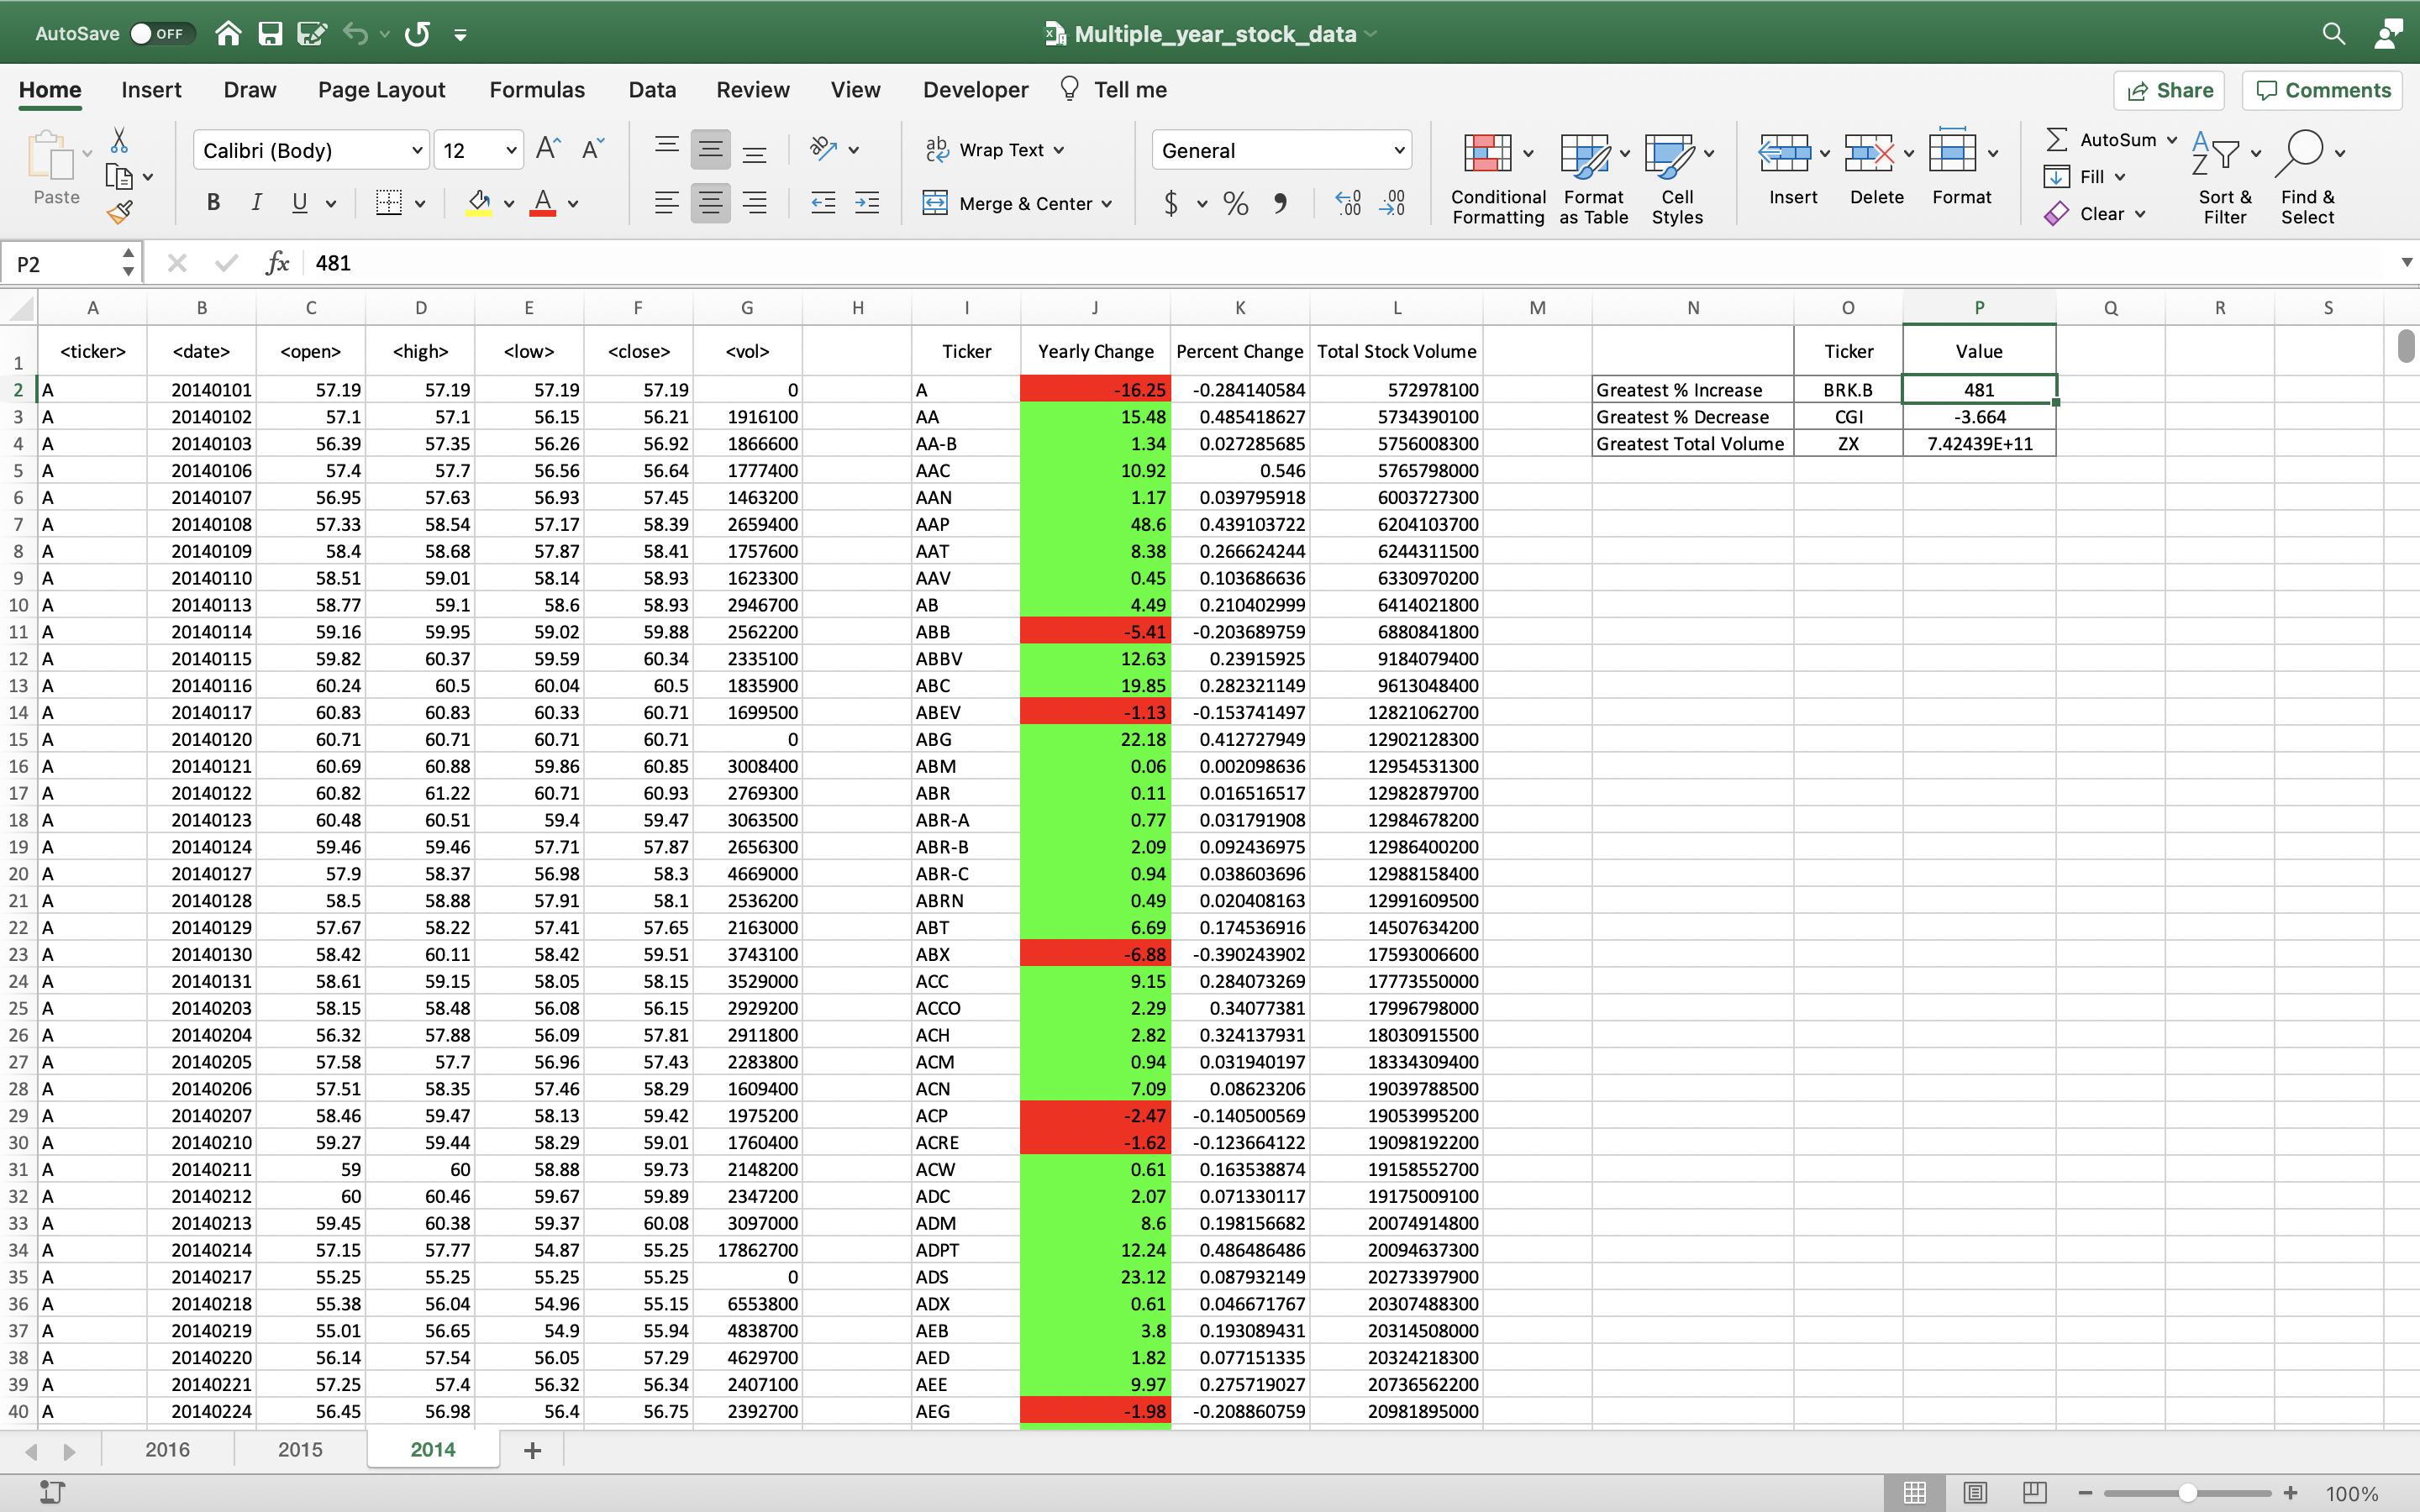 AutoSave OFF Multiple_year_stock_data
Home Insert Draw Page Layout Formulas Data Review View Developer Tell me Share Comments
Paste Calibri (Body) 12 A A Wrap Text General Conditional Formatting Format as Table Cell Styles Insert Delete Format AutoSum Fill Clear Sort & Filter Find & Select
B I U A Merge & Center $ %
P2 fx 481
A B C D E F G H I J K L M N O P Q R S
1 <ticker> <date> <open> <high> <low> <close> <vol> Ticker Yearly Change Percent Change Total Stock Volume Ticker Value
2 A 20140101 57.19 57.19 57.19 57.19 0 A -16.25 -0.284140584 572978100 Greatest % Increase BRK.B 481
3 A 20140102 57.1 57.1 56.15 56.21 1916100 AA 15.48 0.485418627 5734390100 Greatest % Decrease CGI -3.664
4 A 20140103 56.39 57.35 56.26 56.92 1866600 AA-B 1.34 0.027285685 5756008300 Greatest Total Volume ZX 7.42439E+11
5 A 20140106 57.4 57.7 56.56 56.64 1777400 AAC 10.92 0.546 5765798000
6 A 20140107 56.95 57.63 56.93 57.45 1463200 AAN 1.17 0.039795918 6003727300
7 A 20140108 57.33 58.54 57.17 58.39 2659400 AAP 48.6 0.439103722 6204103700
8 A 20140109 58.4 58.68 57.87 58.41 1757600 AAT 8.38 0.266624244 6244311500
9 A 20140110 58.51 59.01 58.14 58.93 1623300 AAV 0.45 0.103686636 6330970200
10 A 20140113 58.77 59.1 58.6 58.93 2946700 AB 4.49 0.210402999 6414021800
11 A 20140114 59.16 59.95 59.02 59.88 2562200 ABB -5.41 -0.203689759 6880841800
12 A 20140115 59.82 60.37 59.59 60.34 2335100 ABBV 12.63 0.23915925 9184079400
13 A 20140116 60.24 60.5 60.04 60.5 1835900 ABC 19.85 0.282321149 9613048400
14 A 20140117 60.83 60.83 60.33 60.71 1699500 ABEV -1.13 -0.153741497 12821062700
15 A 20140120 60.71 60.71 60.71 60.71 0 ABG 22.18 0.412727949 12902128300
16 A 20140121 60.69 60.88 59.86 60.85 3008400 ABM 0.06 0.002098636 12954531300
17 A 20140122 60.82 61.22 60.71 60.93 2769300 ABR 0.11 0.016516517 12982879700
18 A 20140123 60.48 60.51 59.4 59.47 3063500 ABR-A 0.77 0.031791908 12984678200
19 A 20140124 59.46 59.46 57.71 57.87 2656300 ABR-B 2.09 0.092436975 12986400200
20 A 20140127 57.9 58.37 56.98 58.3 4669000 ABR-C 0.94 0.038603696 12988158400
21 A 20140128 58.5 58.88 57.91 58.1 2536200 ABRN 0.49 0.020408163 12991609500
22 A 20140129 57.67 58.22 57.41 57.65 2163000 ABT 6.69 0.174536916 14507634200
23 A 20140130 58.42 60.11 58.42 59.51 3743100 ABX -6.88 -0.390243902 17593006600
24 A 20140131 58.61 59.15 58.05 58.15 3529000 ACC 9.15 0.284073269 17773550000
25 A 20140203 58.15 58.48 56.08 56.15 2929200 ACCO 2.29 0.34077381 17996798000
26 A 20140204 56.32 57.88 56.09 57.81 2911800 ACH 2.82 0.324137931 18030915500
27 A 20140205 57.58 57.7 56.96 57.43 2283800 ACM 0.94 0.031940197 18334309400
28 A 20140206 57.51 58.35 57.46 58.29 1609400 ACN 7.09 0.08623206 19039788500
29 A 20140207 58.46 59.47 58.13 59.42 1975200 ACP -2.47 -0.140500569 19053995200
30 A 20140210 59.27 59.44 58.29 59.01 1760400 ACRE -1.62 -0.123664122 19098192200
31 A 20140211 59 60 58.88 59.73 2148200 ACW 0.61 0.163538874 19158552700
32 A 20140212 60 60.46 59.67 59.89 2347200 ADC 2.07 0.071330117 19175009100
33 A 20140213 59.45 60.38 59.37 60.08 3097000 ADM 8.6 0.198156682 20074914800
34 A 20140214 57.15 57.77 54.87 55.25 17862700 ADPT 12.24 0.486486486 20094637300
35 A 20140217 55.25 55.25 55.25 55.25 0 ADS 23.12 0.087932149 20273397900
36 A 20140218 55.38 56.04 54.96 55.15 6553800 ADX 0.61 0.046671767 20307488300
37 A 20140219 55.01 56.65 54.9 55.94 4838700 AEB 3.8 0.193089431 20314508000
38 A 20140220 56.14 57.54 56.05 57.29 4629700 AED 1.82 0.077151335 20324218300
39 A 20140221 57.25 57.4 56.32 56.34 2407100 AEE 9.97 0.275719027 20736562200
40 A 20140224 56.45 56.98 56.4 56.75 2392700 AEG -1.98 -0.208860759 20981895000
2016 2015 2014 +
− + 100%